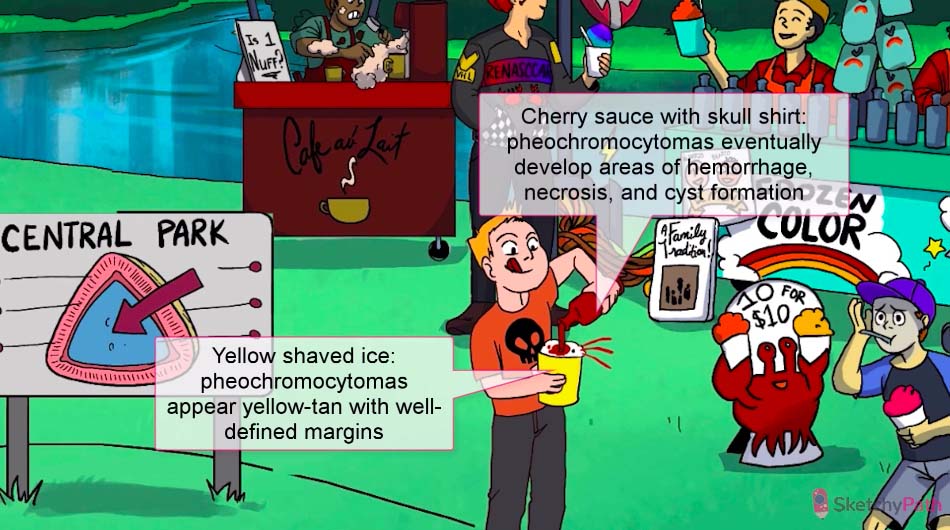 Is 1
Nuff?
RENASCCAR
Cafe au Lait
Cherry sauce with skull shirt:
pheochromocytomas eventually
develop areas of hemorrhage,
necrosis, and cyst formation
OZEN
COLOR
CENTRAL PARK
A Family
Tradition!
10 FOR
$10
Yellow shaved ice:
pheochromocytomas
appear yellow-tan with well-
defined margins
SketchyPath